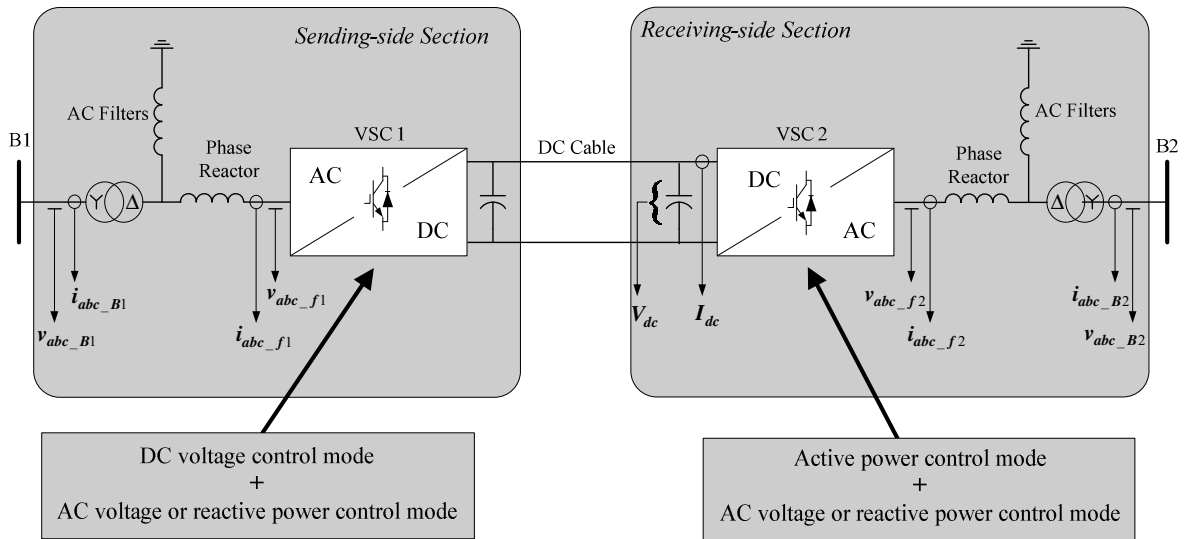 Sending-side Section
Receiving-side Section
AC Filters
AC Filters
B1
Phase
Reactor
VSC 1
DC Cable
VSC 2
Phase
Reactor
B2
AC
DC
DC
AC
Y
Δ
Δ
Y
v_abc_B1
i_abc_B1
i_abc_f1
v_abc_f1
V_dc
I_dc
v_abc_f2
i_abc_f2
i_abc_B2
v_abc_B2
DC voltage control mode
+
AC voltage or reactive power control mode
Active power control mode
+
AC voltage or reactive power control mode